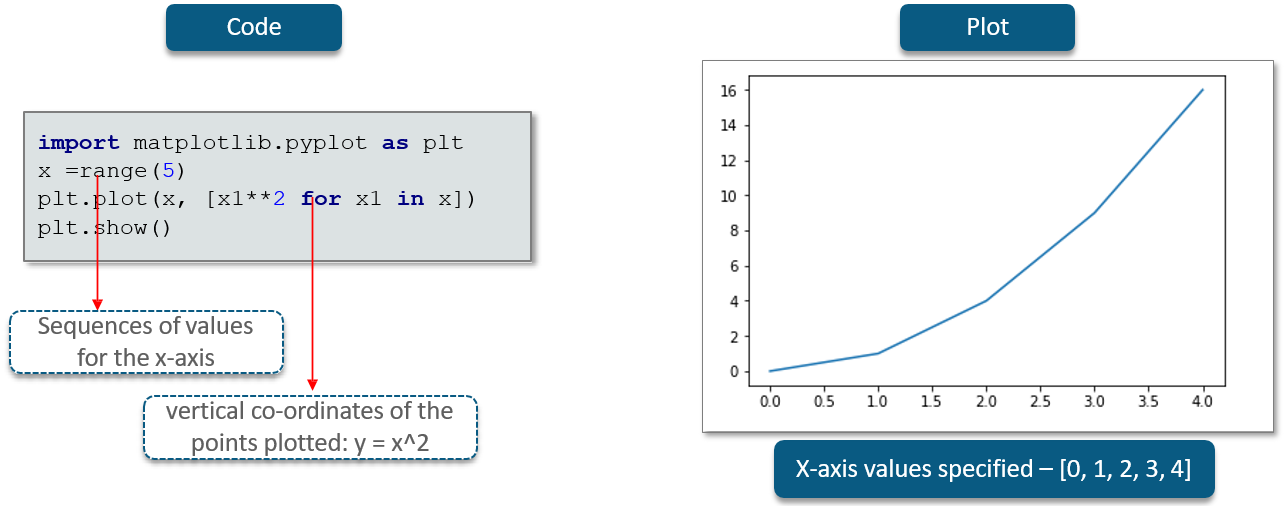 Code
import matplotlib.pyplot as plt
x =range(5)
plt.plot(x, [x1**2 for x1 in x])
plt.show()
Sequences of values
for the x-axis
vertical co-ordinates of the
points plotted: y = x^2
Plot
16
14
12
10
8
6
4
2
0
0.0 0.5 1.0 1.5 2.0 2.5 3.0 3.5 4.0
X-axis values specified – [0, 1, 2, 3, 4]